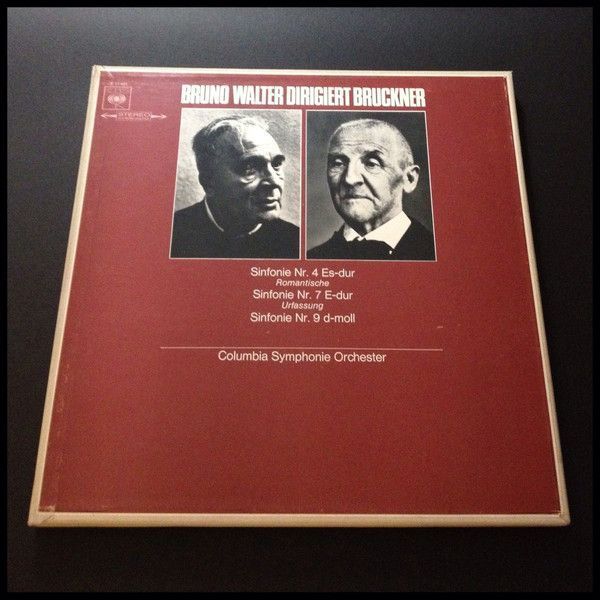 BRUNO WALTER DIRIGIERT BRUCKNER
CBS
STEREO
Sinfonie Nr. 4 Es-dur
Romantische
Sinfonie Nr. 7 E-dur
Urfassung
Sinfonie Nr. 9 d-moll
Columbia Symphonie Orchester